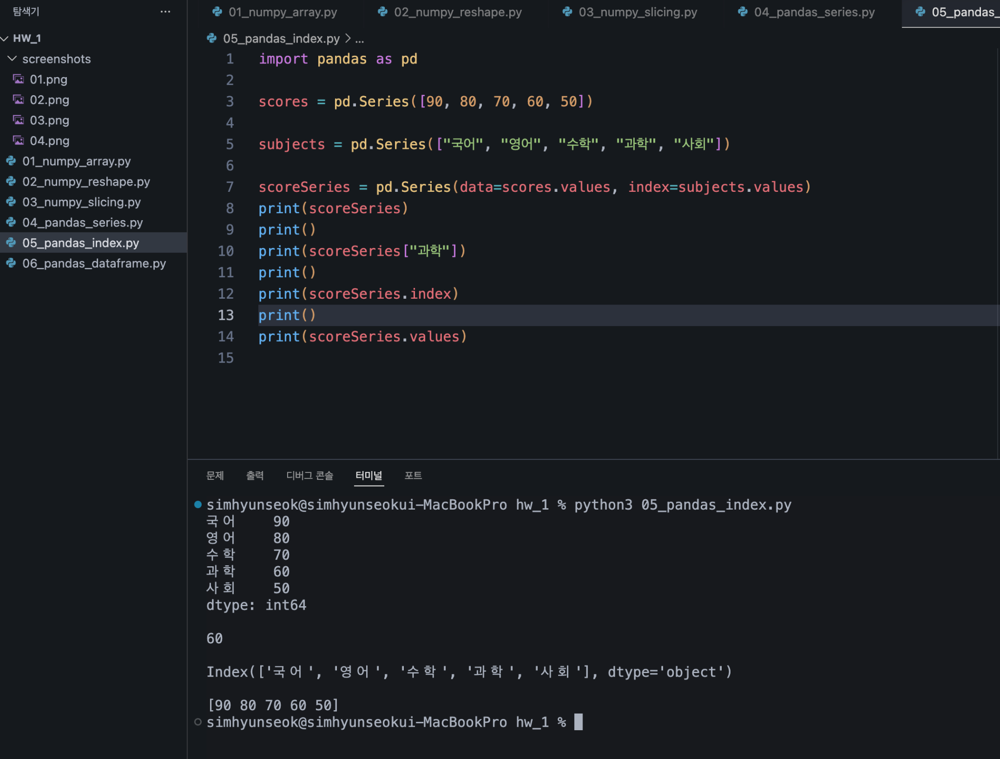 탐색기 ...
HW_1
screenshots
01.png
02.png
03.png
04.png
01_numpy_array.py
02_numpy_reshape.py
03_numpy_slicing.py
04_pandas_series.py
05_pandas_index.py
06_pandas_dataframe.py
01_numpy_array.py 02_numpy_reshape.py 03_numpy_slicing.py 04_pandas_series.py 05_pandas_
05_pandas_index.py > ...
1 import pandas as pd
2
3 scores = pd.Series([90, 80, 70, 60, 50])
4
5 subjects = pd.Series(["국어", "영어", "수학", "과학", "사회"])
6
7 scoreSeries = pd.Series(data=scores.values, index=subjects.values)
8 print(scoreSeries)
9 print()
10 print(scoreSeries["과학"])
11 print()
12 print(scoreSeries.index)
13 print()
14 print(scoreSeries.values)
15
문제 출력 디버그 콘솔 터미널 포트
simhyunseok@simhyunseokui-MacBookPro hw_1 % python3 05_pandas_index.py
국어 90
영어 80
수학 70
과학 60
사회 50
dtype: int64
60
Index(['국어', '영어', '수학', '과학', '사회'], dtype='object')
[90 80 70 60 50]
simhyunseok@simhyunseokui-MacBookPro hw_1 %